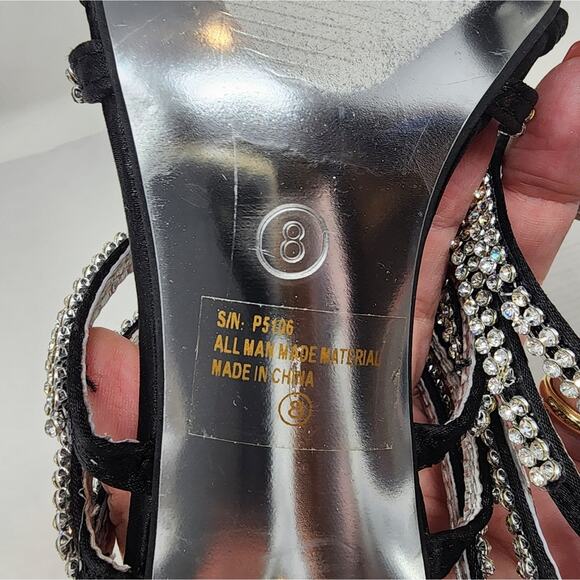 8
S/N: P5106
ALL MAN MADE MATERIAL
MADE IN CHINA
8